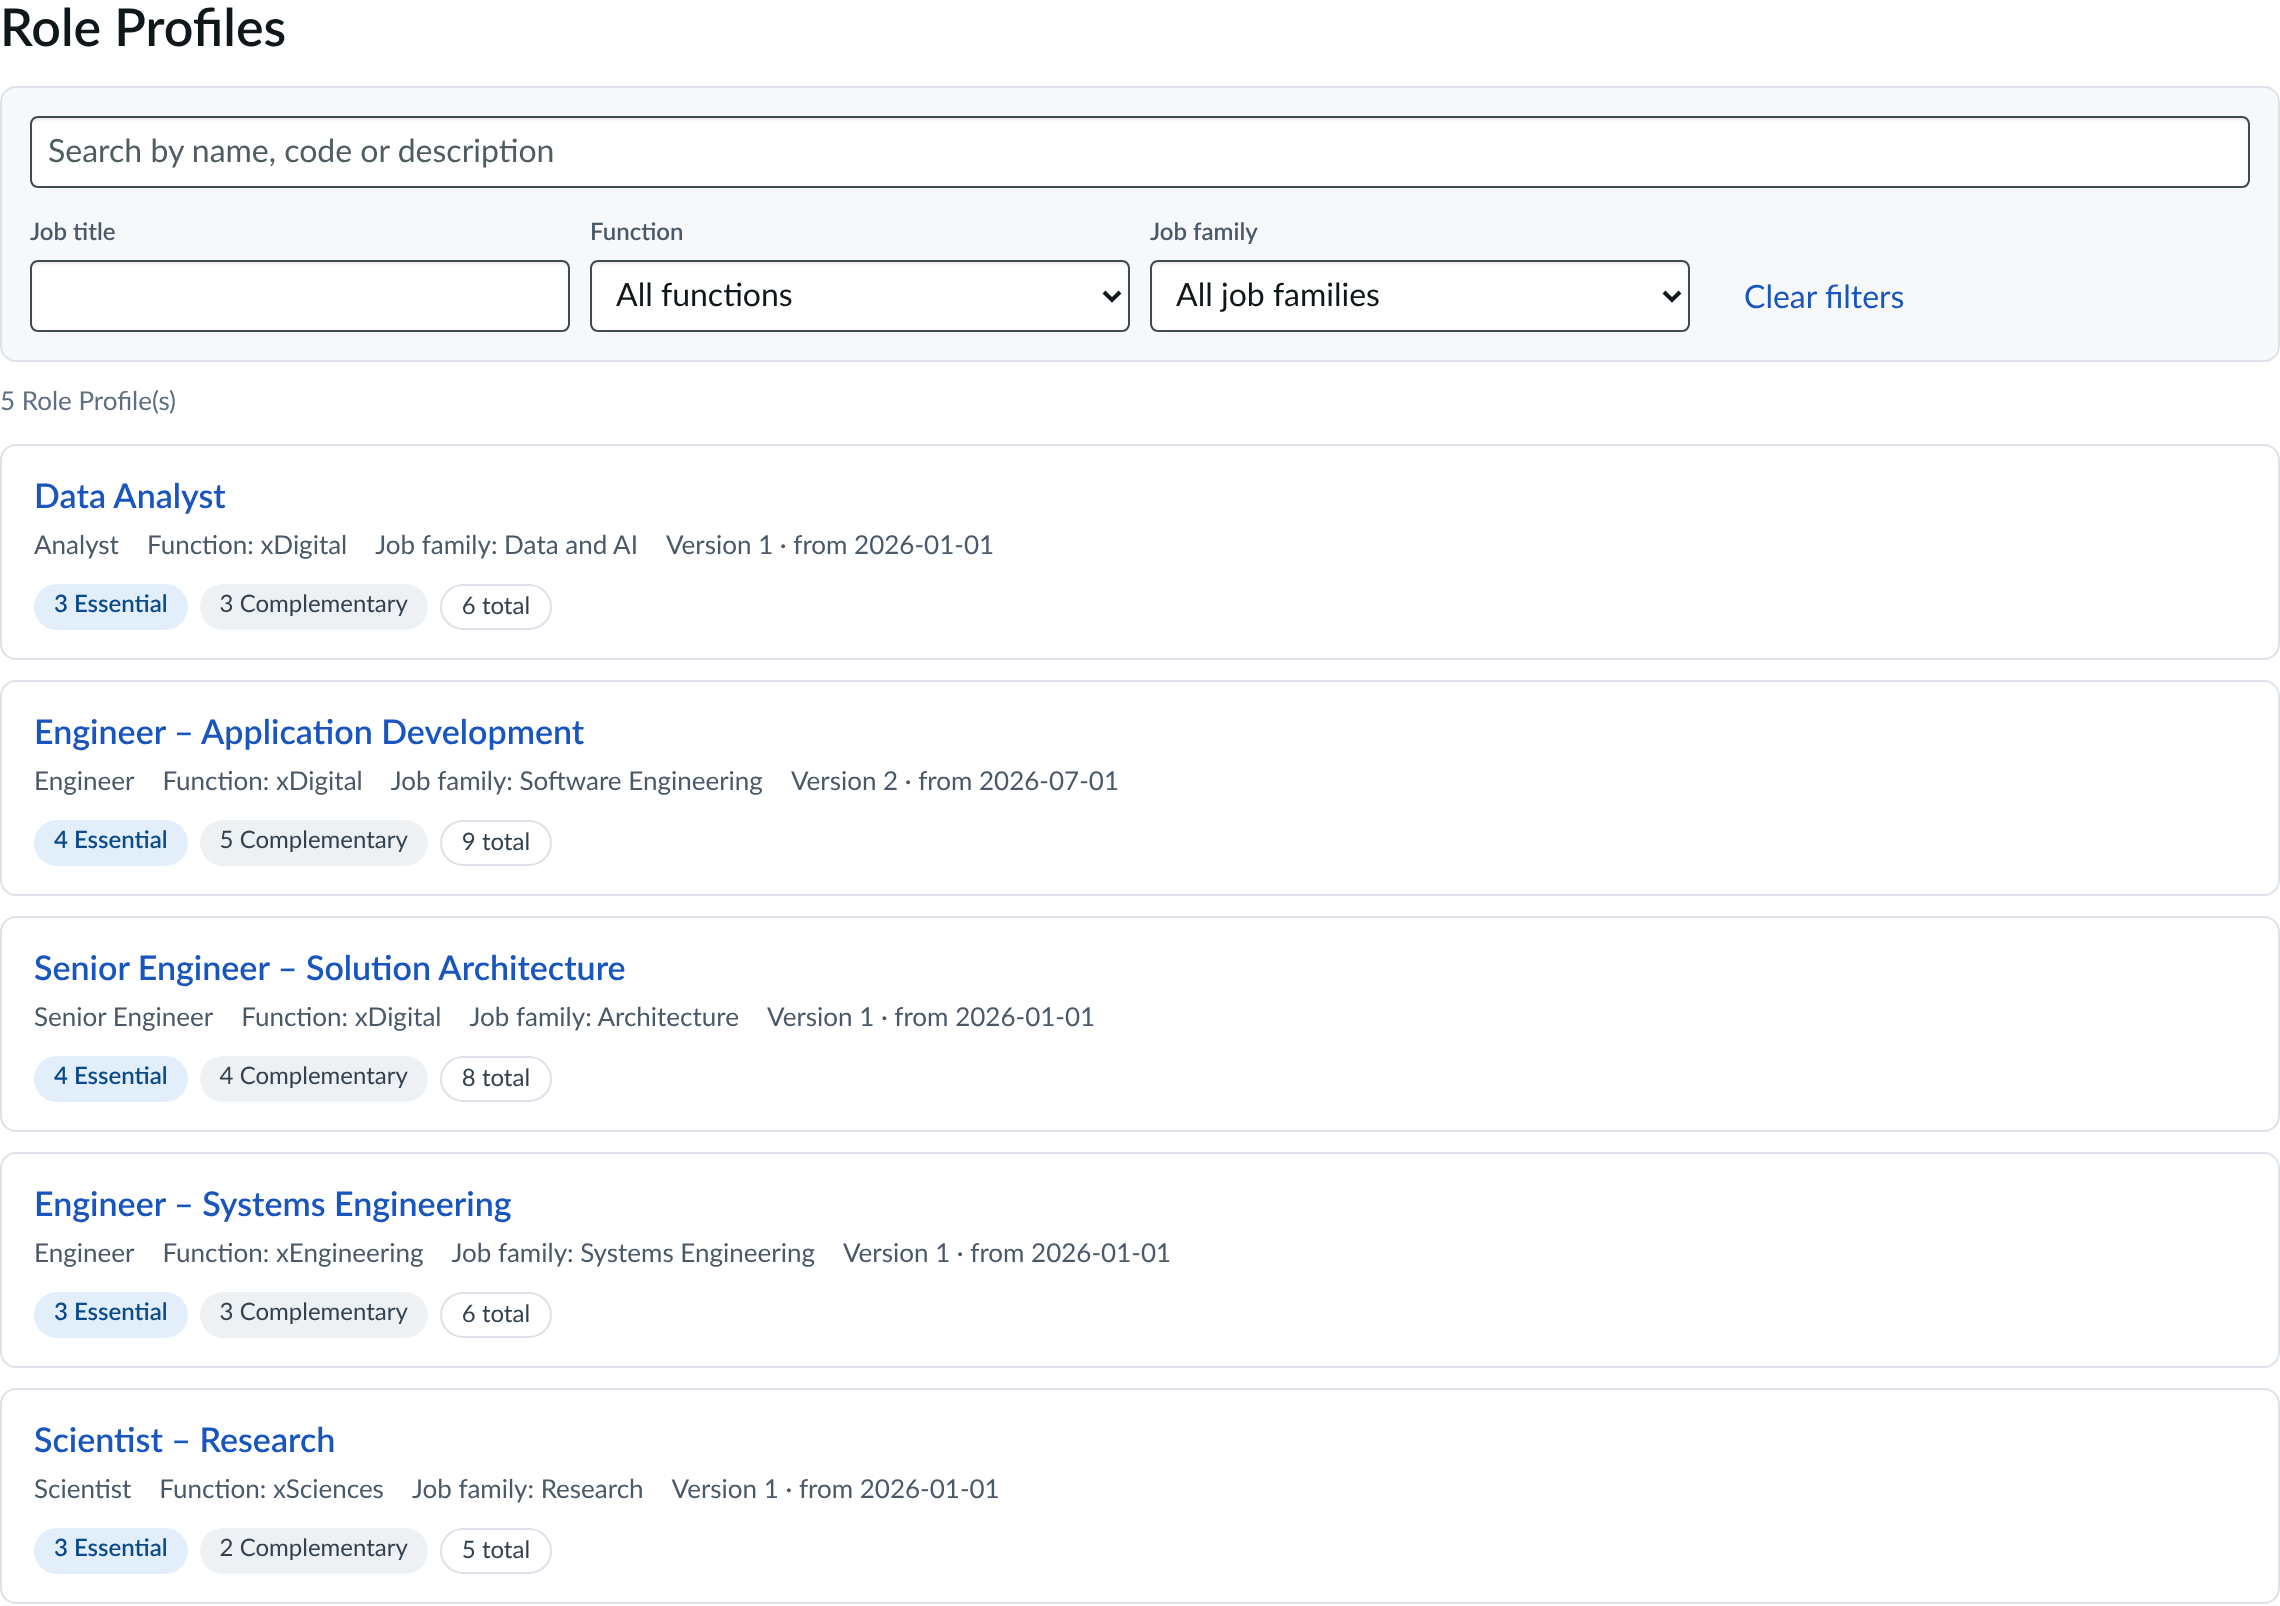 Role Profiles
Search by name, code or description
Job title Function Job family
All functions All job families Clear filters
5 Role Profile(s)
Data Analyst
Analyst Function: xDigital Job family: Data and AI Version 1 · from 2026-01-01
3 Essential 3 Complementary 6 total
Engineer – Application Development
Engineer Function: xDigital Job family: Software Engineering Version 2 · from 2026-07-01
4 Essential 5 Complementary 9 total
Senior Engineer – Solution Architecture
Senior Engineer Function: xDigital Job family: Architecture Version 1 · from 2026-01-01
4 Essential 4 Complementary 8 total
Engineer – Systems Engineering
Engineer Function: xEngineering Job family: Systems Engineering Version 1 · from 2026-01-01
3 Essential 3 Complementary 6 total
Scientist – Research
Scientist Function: xSciences Job family: Research Version 1 · from 2026-01-01
3 Essential 2 Complementary 5 total